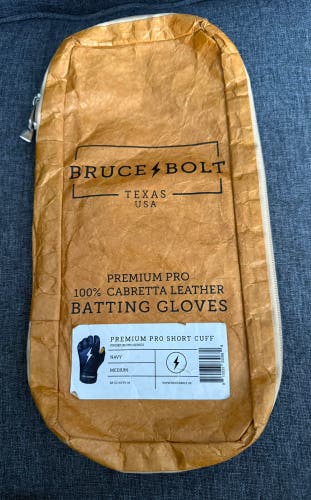 BRUCE BOLT
TEXAS
USA
PREMIUM PRO
100% CABRETTA LEATHER
BATTING GLOVES
PREMIUM PRO SHORT CUFF
NAVY
MEDIUM